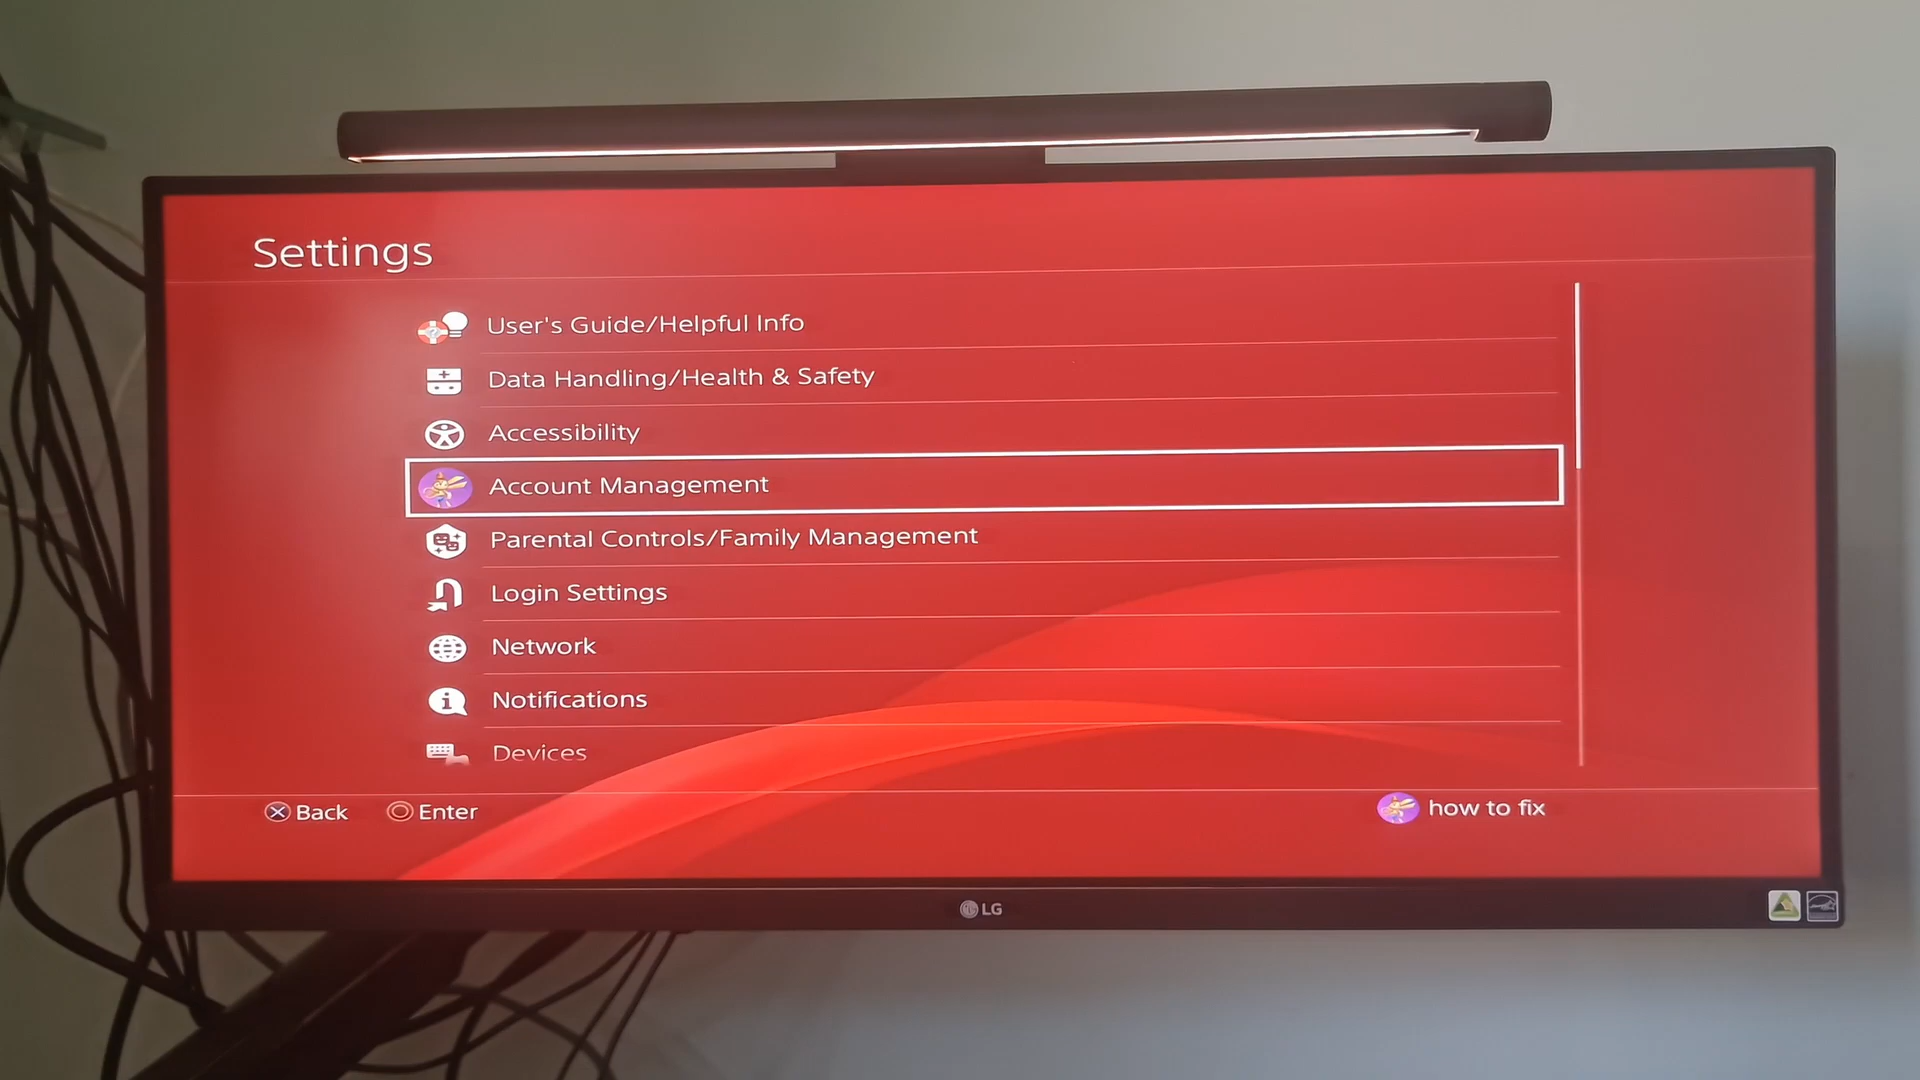 Settings
User's Guide/Helpful Info
Data Handling/Health & Safety
Accessibility
Account Management
Parental Controls/Family Management
Login Settings
Network
Notifications
Devices
Back
Enter
how to fix
LG